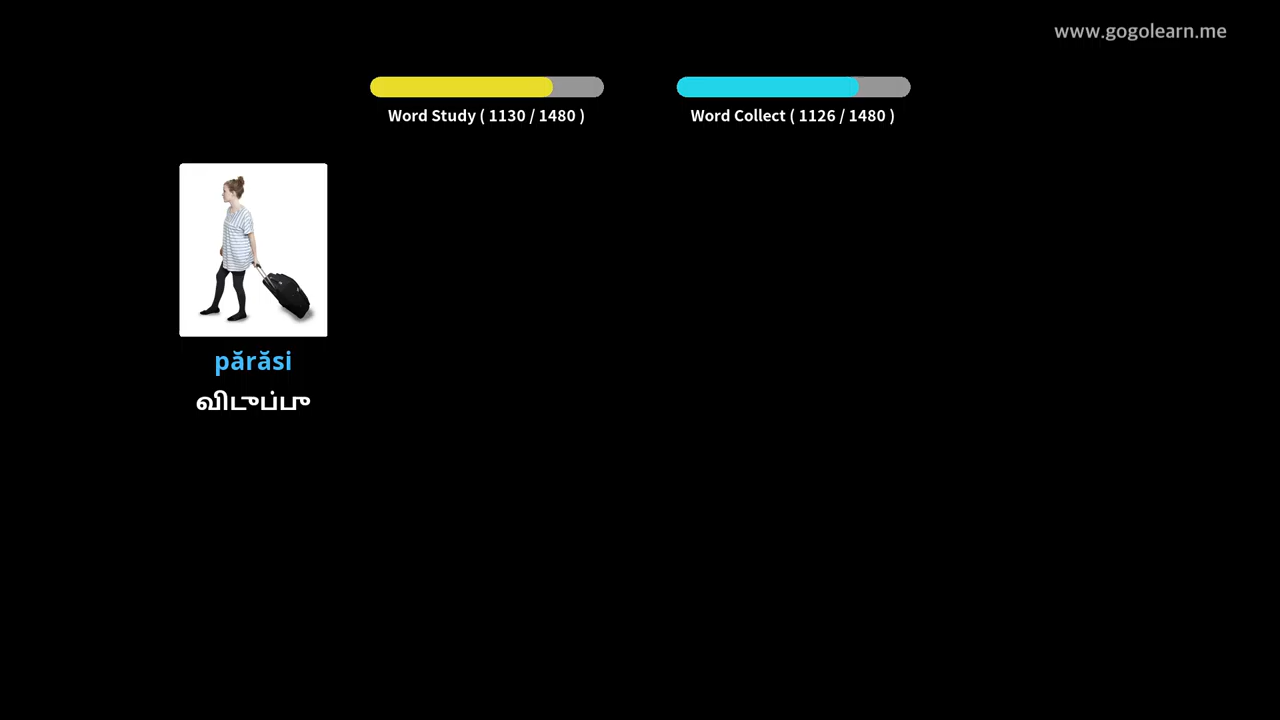 www.gogolearn.me
Word Study ( 1130 / 1480 )
Word Collect ( 1126 / 1480 )
părăsi
விடுப்பு